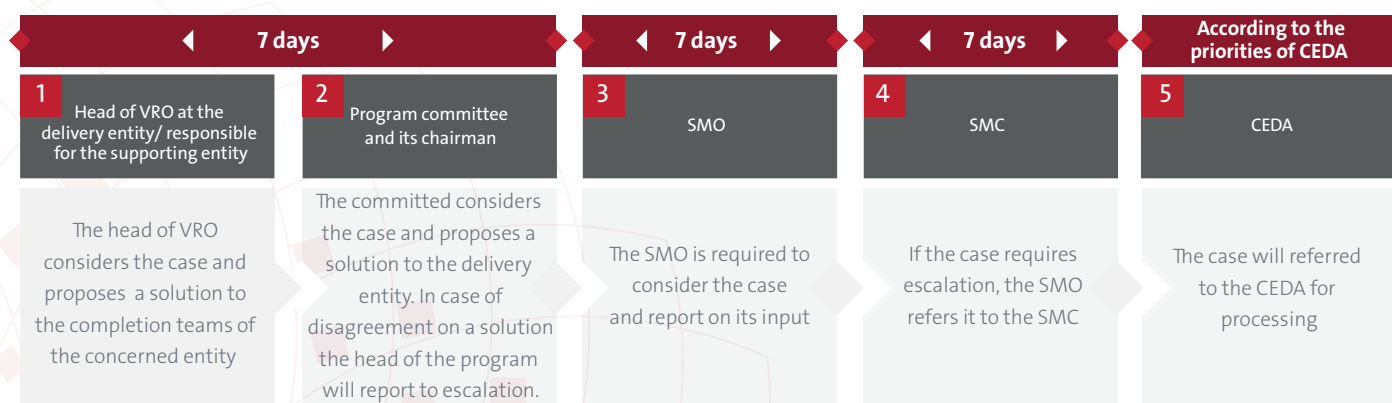 7 days
7 days
7 days
According to the
priorities of CEDA
1
Head of VRO at the
delivery entity/ responsible
for the supporting entity
2
Program committee
and its chairman
3
SMO
4
SMC
5
CEDA
The head of VRO
considers the case and
proposes a solution to
the completion teams of
the concerned entity
The committed considers
the case and proposes a
solution to the delivery
entity. In case of
disagreement on a solution
the head of the program
will report to escalation.
The SMO is required to
consider the case
and report on its input
If the case requires
escalation, the SMO
refers it to the SMC
The case will referred
to the CEDA for
processing